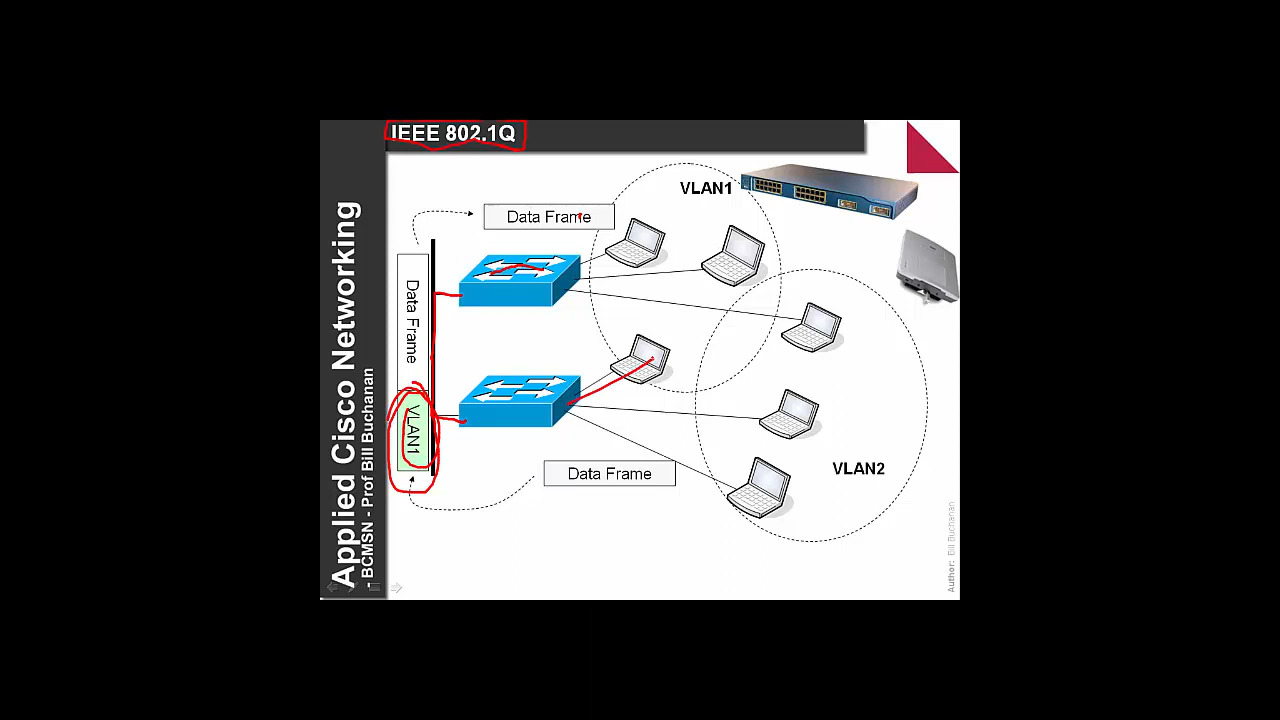 IEEE 802.1Q
Applied Cisco Networking
- BCMSN - Prof Bill Buchanan
VLAN1
Data Frame
Data Frame
VLAN1
VLAN2
Data Frame
Author: Bill Buchanan